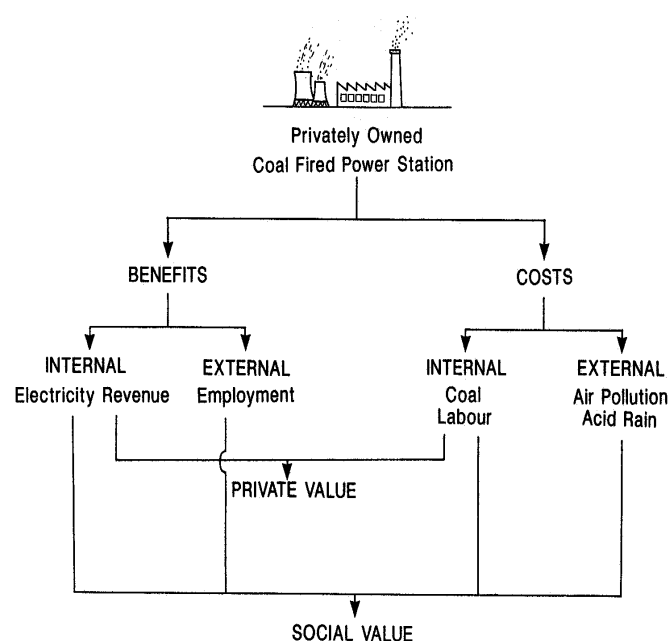 Privately Owned
Coal Fired Power Station
BENEFITS
COSTS
INTERNAL
Electricity Revenue
EXTERNAL
Employment
INTERNAL
Coal
Labour
EXTERNAL
Air Pollution
Acid Rain
PRIVATE VALUE
SOCIAL VALUE